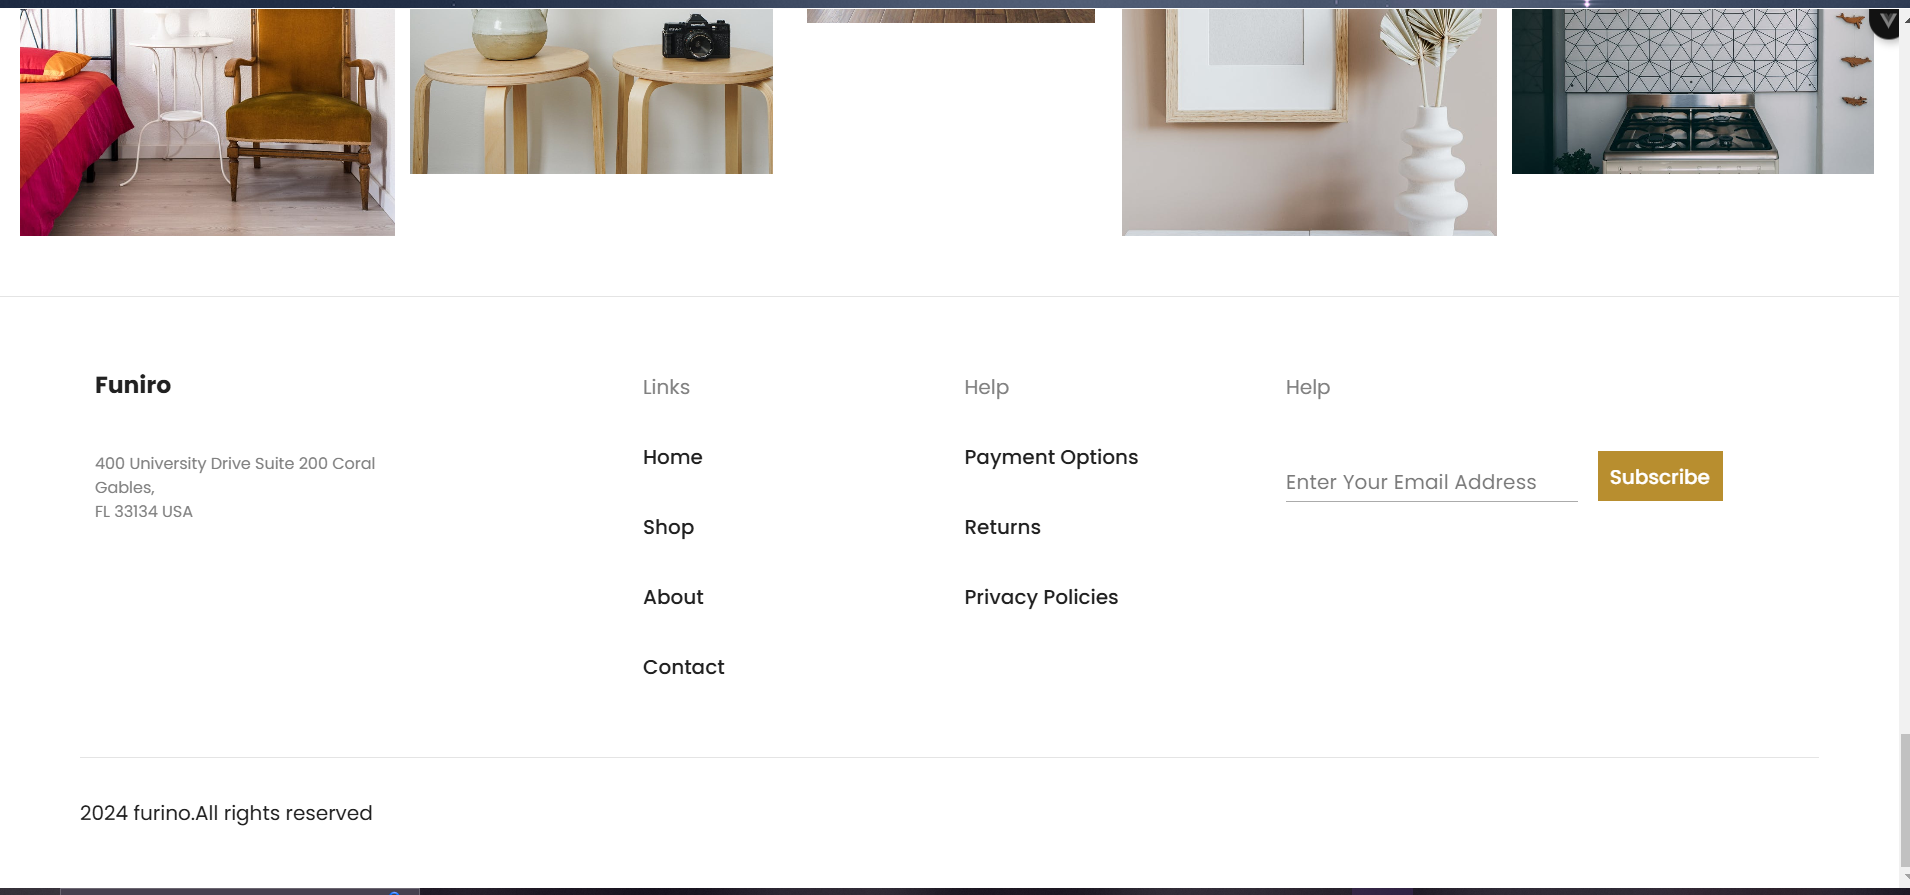 Funiro
400 University Drive Suite 200 Coral
Gables,
FL 33134 USA
Links
Home
Shop
About
Contact
Help
Payment Options
Returns
Privacy Policies
Help
Enter Your Email Address
Subscribe
2024 furino.All rights reserved